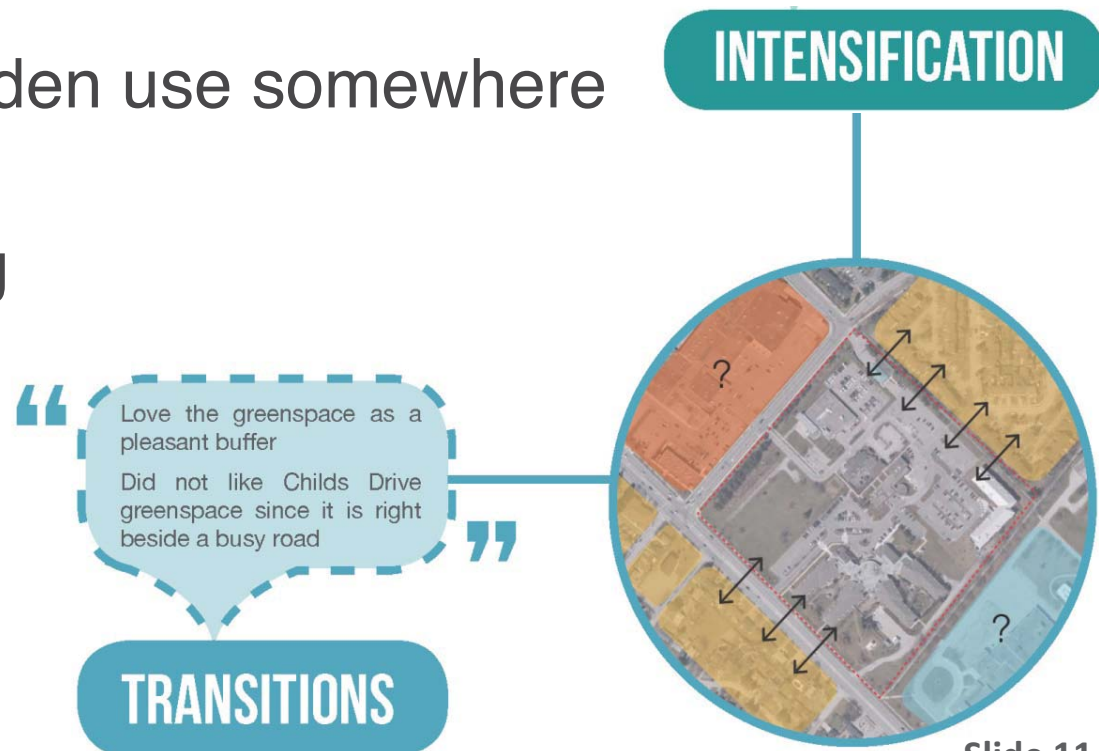 INTENSIFICATION
den use somewhere
g
“
Love the greenspace as a
pleasant buffer
Did not like Childs Drive
greenspace since it is right
beside a busy road
”
TRANSITIONS
?
?
Slide 11